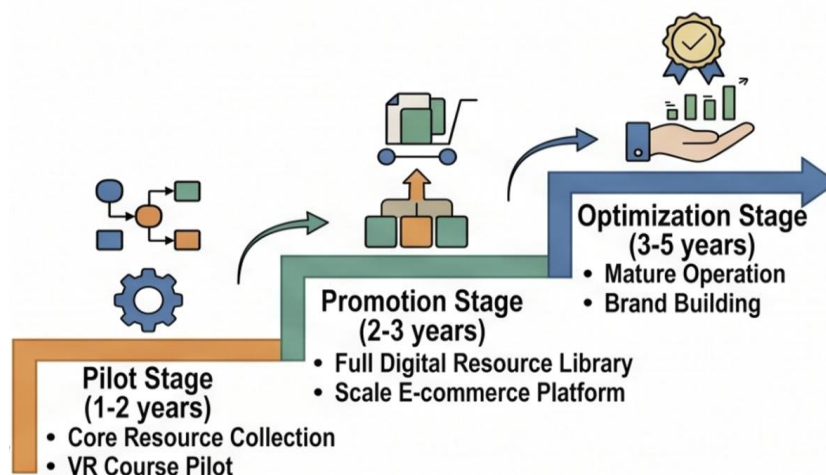 Pilot Stage
(1-2 years)
• Core Resource Collection
• VR Course Pilot
Promotion Stage
(2-3 years)
• Full Digital Resource Library
• Scale E-commerce Platform
Optimization Stage
(3-5 years)
• Mature Operation
• Brand Building